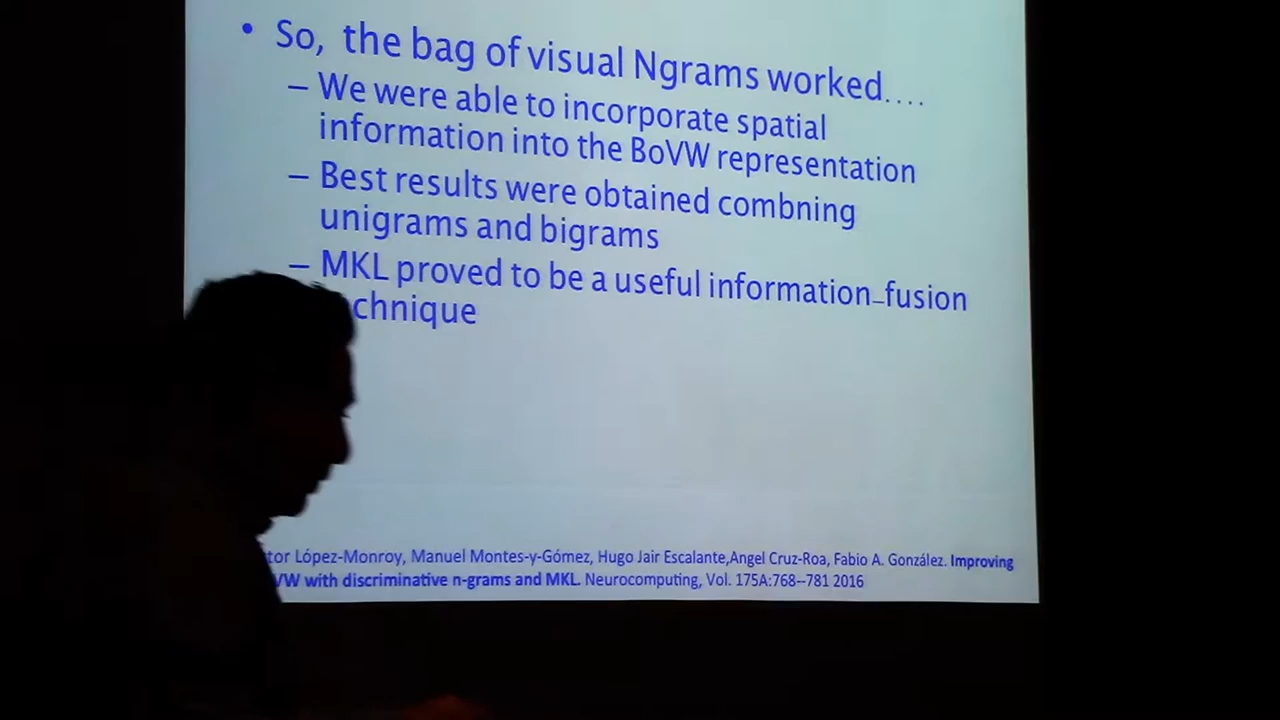 • So, the bag of visual Ngrams worked....
– We were able to incorporate spatial
information into the BoVW representation
– Best results were obtained combning
unigrams and bigrams
– MKL proved to be a useful information-fusion
chnique
tor López-Monroy, Manuel Montes-y-Gómez, Hugo Jair Escalante,Angel Cruz-Roa, Fabio A. González. Improving
VW with discriminative n-grams and MKL. Neurocomputing, Vol. 175A:768--781 2016